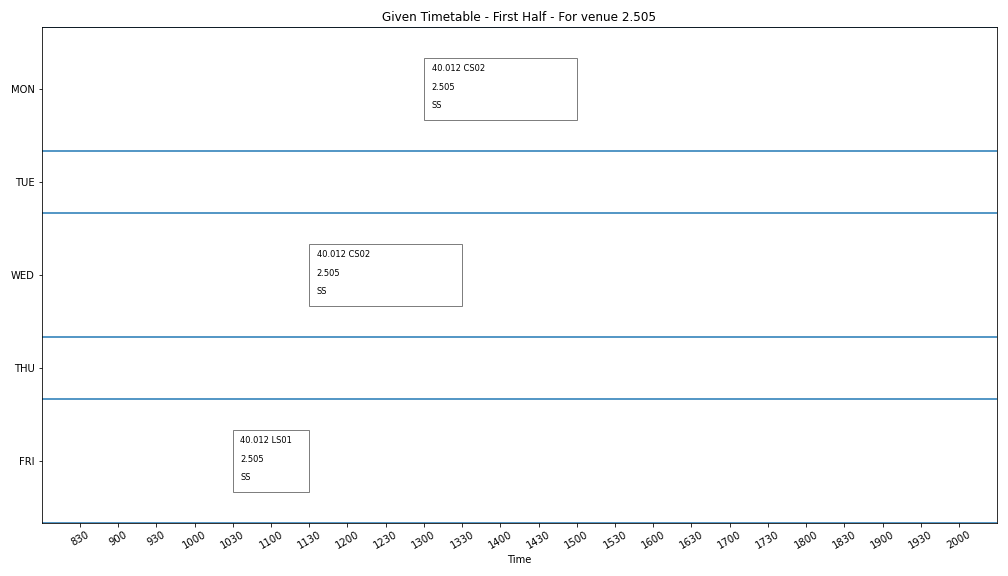 Given Timetable - First Half - For venue 2.505
MON
40.012 CS02
2.505
SS
TUE
WED
40.012 CS02
2.505
SS
THU
FRI
40.012 LS01
2.505
SS
830 900 930 1000 1030 1100 1130 1200 1230 1300 1330 1400 1430 1500 1530 1600 1630 1700 1730 1800 1830 1900 1930 2000
Time